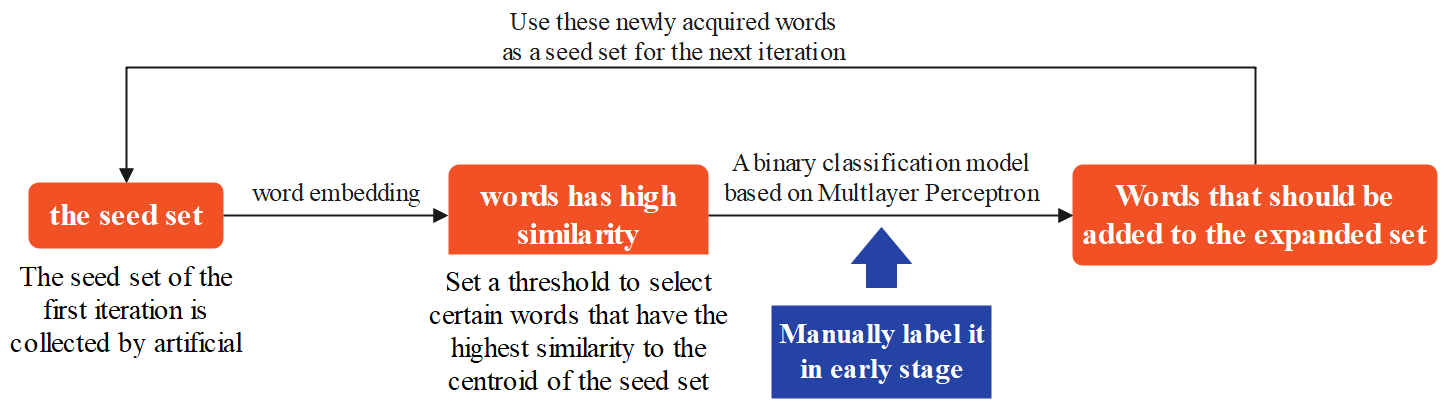 Use these newly acquired words
as a seed set for the next iteration
the seed set
word embedding
words has high
similarity
A binary classification model
based on Multlayer Perceptron
Words that should be
added to the expanded set
The seed set of the
first iteration is
collected by artificial
Set a threshold to select
certain words that have the
highest similarity to the
centroid of the seed set
Manually label it
in early stage